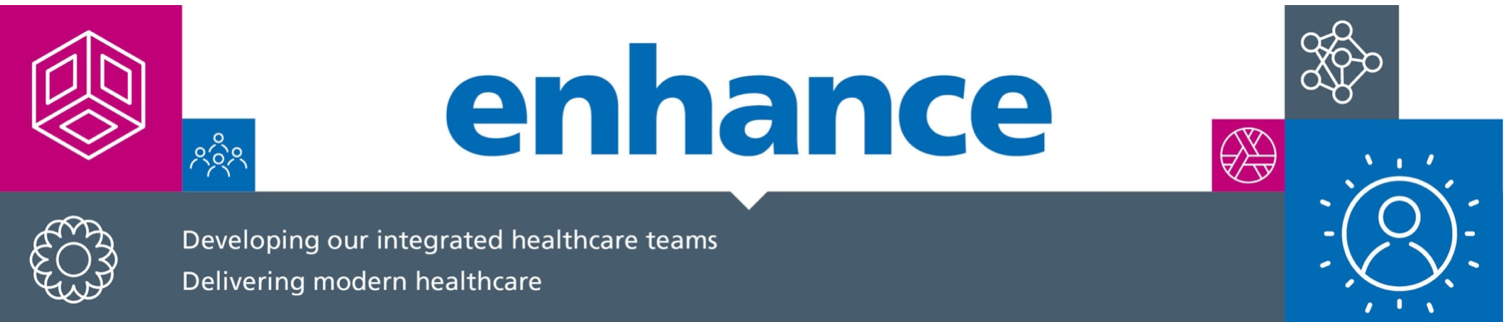 enhance
Developing our integrated healthcare teams
Delivering modern healthcare